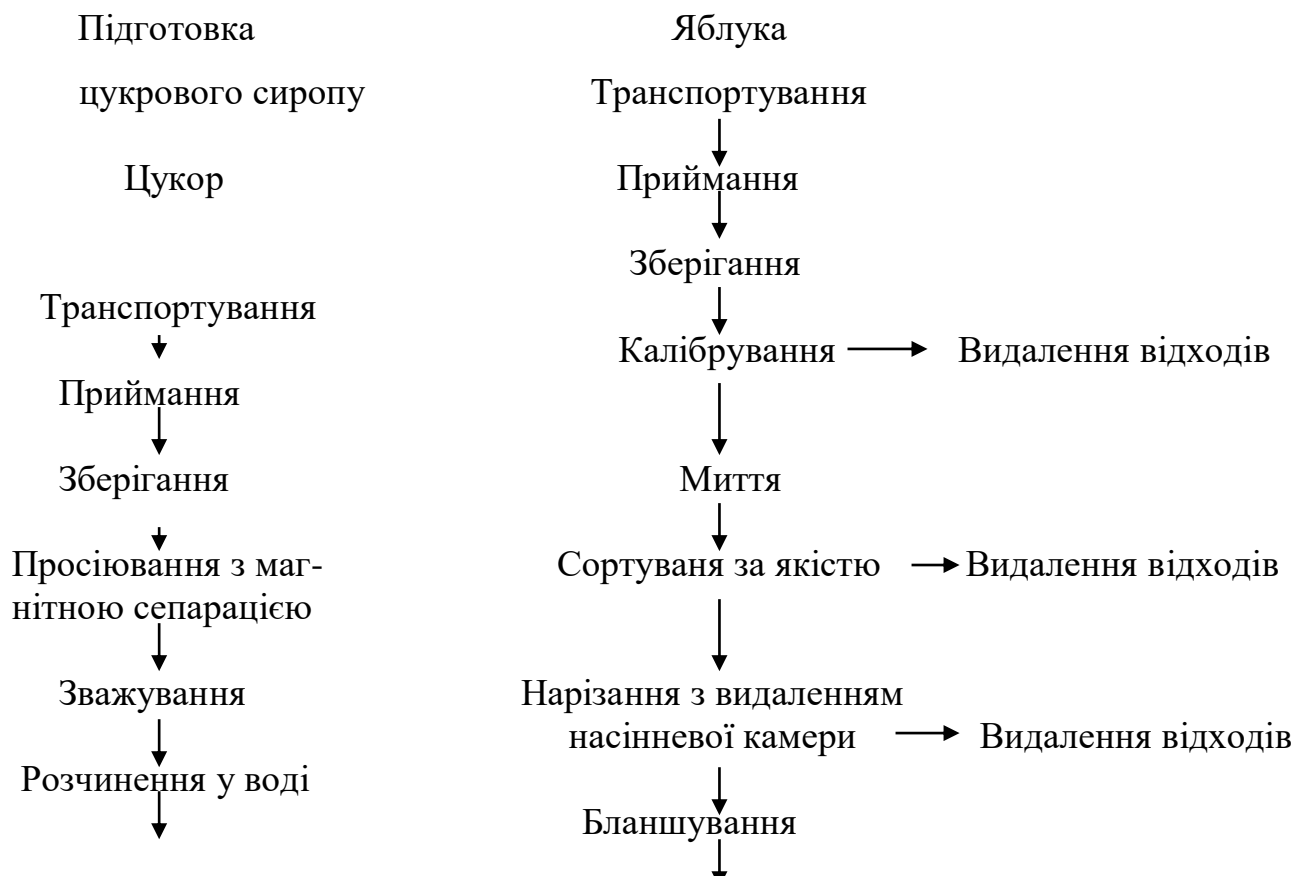 Підготовка
цукрового сиропу
Цукор
Транспортування
Приймання
Зберігання
Просіювання з маг-
нітною сепарацією
Зважування
Розчинення у воді
Яблука
Транспортування
Приймання
Зберігання
Калібрування
Видалення відходів
Миття
Сортуваня за якістю
Видалення відходів
Нарізання з видаленням
насінневої камери
Видалення відходів
Бланшування